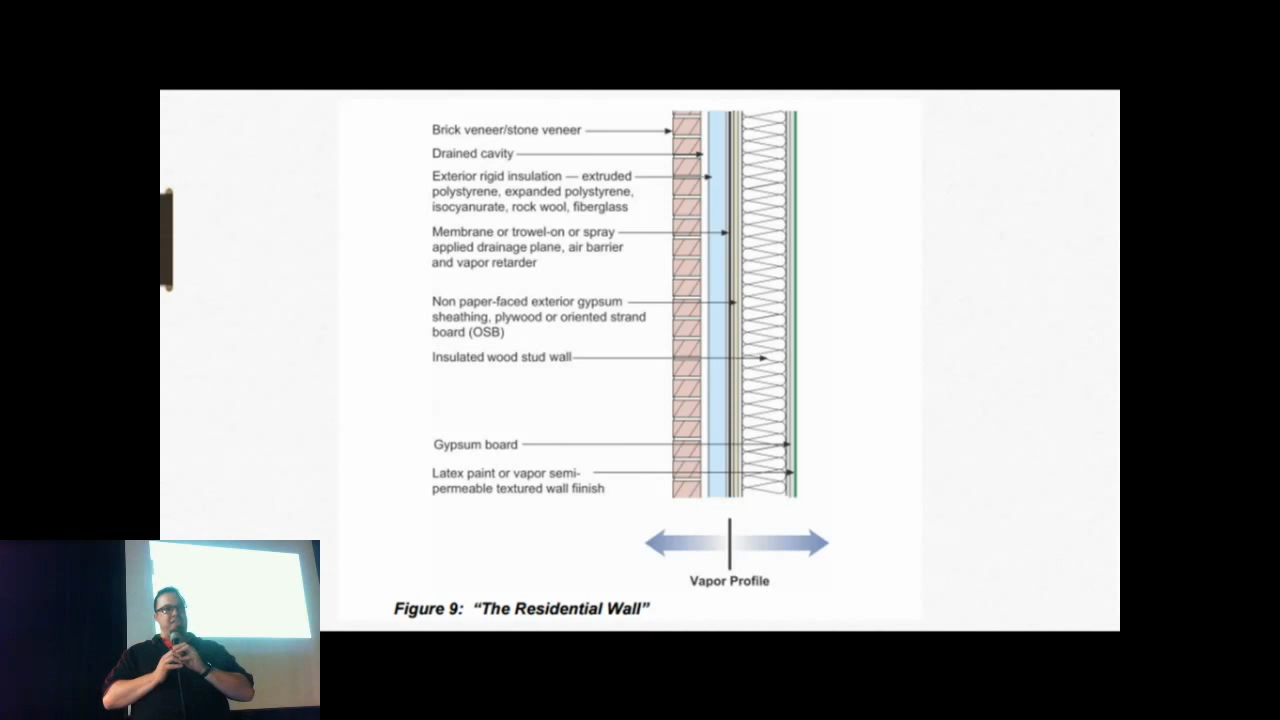 Brick veneer/stone veneer
Drained cavity
Exterior rigid insulation — extruded
polystyrene, expanded polystyrene,
isocyanurate, rock wool, fiberglass
Membrane or trowel-on or spray
applied drainage plane, air barrier
and vapor retarder
Non paper-faced exterior gypsum
sheathing, plywood or oriented strand
board (OSB)
Insulated wood stud wall
Gypsum board
Latex paint or vapor semi-
permeable textured wall fiinish
Vapor Profile
Figure 9: “The Residential Wall”